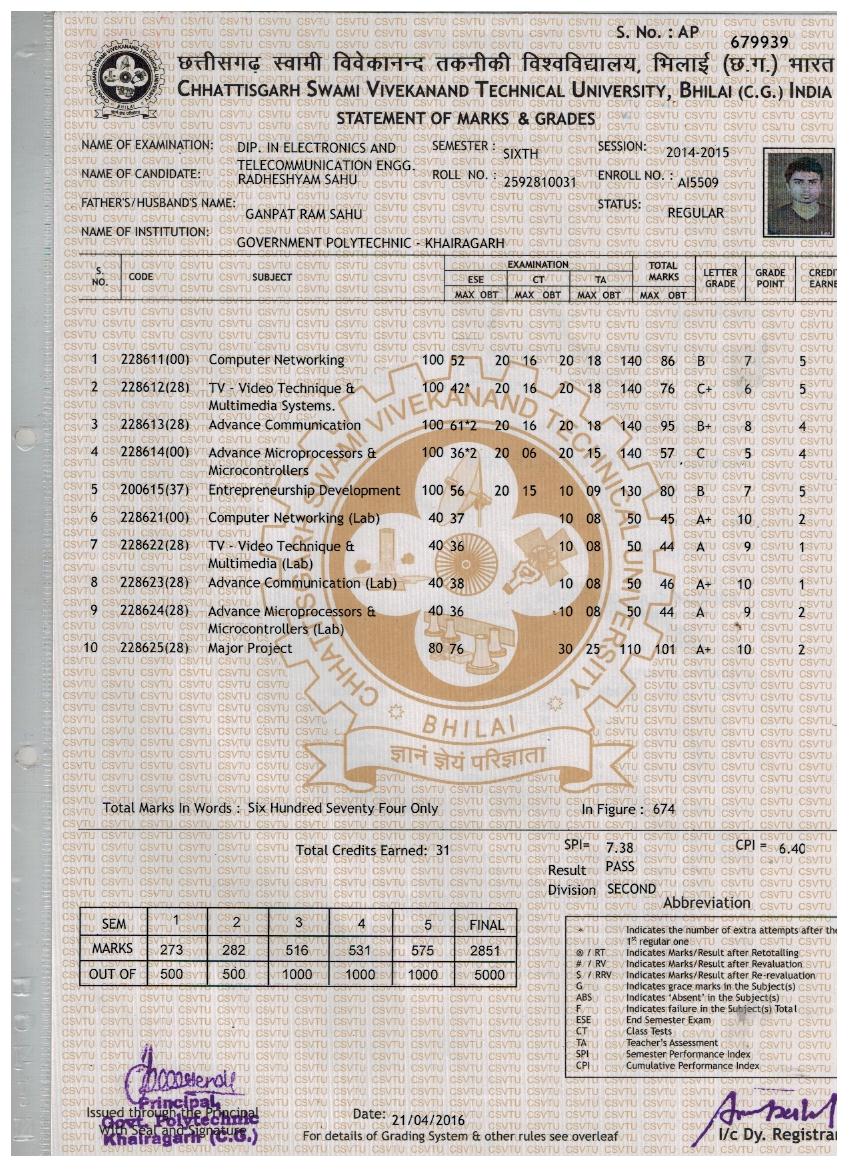 S. No. : AP 679939
छत्तीसगढ़ स्वामी विवेकानन्द तकनीकी विश्वविद्यालय, भिलाई (छ.ग.) भारत
CHHATTISGARH SWAMI VIVEKANAND TECHNICAL UNIVERSITY, BHILAI (C.G.) INDIA
STATEMENT OF MARKS & GRADES
NAME OF EXAMINATION: DIP. IN ELECTRONICS AND TELECOMMUNICATION ENGG. SEMESTER : SIXTH SESSION: 2014-2015
NAME OF CANDIDATE: RADHESHYAM SAHU ROLL NO. : 2592810031 ENROLL NO. : AI5509
FATHER'S/HUSBAND'S NAME: GANPAT RAM SAHU STATUS: REGULAR
NAME OF INSTITUTION: GOVERNMENT POLYTECHNIC - KHAIRAGARH
S. NO. CODE SUBJECT EXAMINATION TOTAL MARKS LETTER GRADE GRADE POINT CREDI EARNE
ESE CT TA
MAX OBT MAX OBT MAX OBT MAX OBT
1 228611(00) Computer Networking 100 52 20 16 20 18 140 86 B 7 5
2 228612(28) TV - Video Technique & 100 42* 20 16 20 18 140 76 C+ 6 5
Multimedia Systems.
3 228613(28) Advance Communication 100 61*2 20 16 20 18 140 95 B+ 8 4
4 228614(00) Advance Microprocessors & 100 36*2 20 06 20 15 140 57 C 5 4
Microcontrollers
5 200615(37) Entrepreneurship Development 100 56 20 15 10 09 130 80 B 7 5
6 228621(00) Computer Networking (Lab) 40 37 10 08 50 45 A+ 10 2
7 228622(28) TV - Video Technique & 40 36 10 08 50 44 A 9 1
Multimedia (Lab)
8 228623(28) Advance Communication (Lab) 40 38 10 08 50 46 A+ 10 1
9 228624(28) Advance Microprocessors & 40 36 10 08 50 44 A 9 2
Microcontrollers (Lab)
10 228625(28) Major Project 80 76 30 25 110 101 A+ 10 2
CHHATTISGARH SWAMI VIVEKANAND TECHNICAL UNIVERSITY
BHILAI
ज्ञानं ज्ञेयं परिज्ञाता
Total Marks In Words : Six Hundred Seventy Four Only In Figure : 674
Total Credits Earned: 31 SPI= 7.38 CPI = 6.40
Result PASS
Division SECOND
Abbreviation
SEM 1 2 3 4 5 FINAL
MARKS 273 282 516 531 575 2851
OUT OF 500 500 1000 1000 1000 5000
* Indicates the number of extra attempts after the
1st regular one
® / RT Indicates Marks/Result after Retotalling
# / RV Indicates Marks/Result after Revaluation
$ / RRV Indicates Marks/Result after Re-revaluation
G Indicates grace marks in the Subject(s)
ABS Indicates 'Absent' in the Subject(s)
F Indicates failure in the Subject(s) Total
ESE End Semester Exam
CT Class Tests
TA Teacher's Assessment
SPI Semester Performance Index
CPI Cumulative Performance Index
Issued through the Principal
With Seal and Signature
Principal
Govt. Polytechnic
Khairagarh (C.G.)
Date: 21/04/2016
For details of Grading System & other rules see overleaf
I/c Dy. Registrar